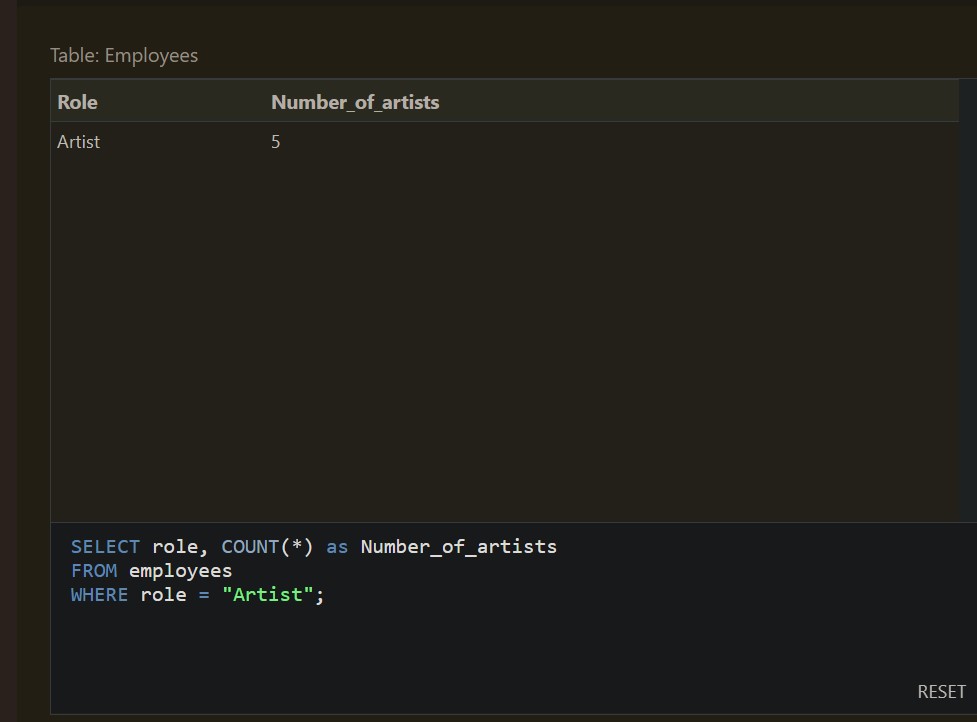 Table: Employees
Role Number_of_artists
Artist 5
SELECT role, COUNT(*) as Number_of_artists
FROM employees
WHERE role = "Artist";
RESET